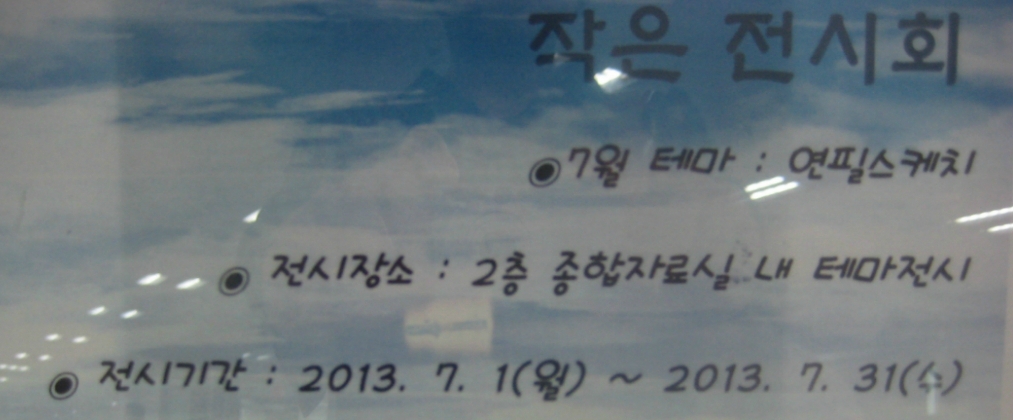 작은 전시회
◉7월 테마 : 연필스케치
◉ 전시장소 : 2층 종합자료실 내 테마전시
◉ 전시기간 : 2013. 7. 1(월) ~ 2013. 7. 31(수)